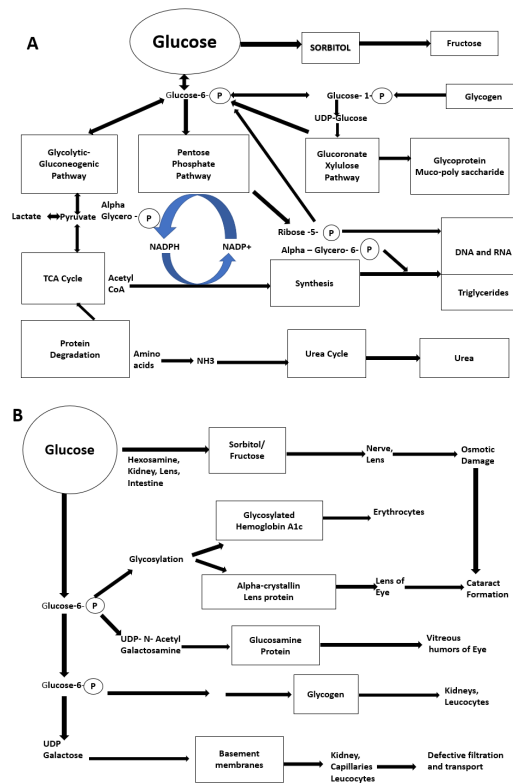 A
Glucose
SORBITOL
Fructose
Glucose-6- P
Glucose- 1- P
Glycogen
UDP-Glucose
Glycolytic-
Gluconeogenic
Pathway
Pentose
Phosphate
Pathway
Glucoronate
Xylulose
Pathway
Glycoprotein
Muco-poly saccharide
Lactate
Pyruvate
Alpha
Glycero - P
Ribose -5- P
NADPH
NADP+
Alpha – Glycero- 6- P
DNA and RNA
TCA Cycle
Acetyl
CoA
Synthesis
Triglycerides
Protein
Degradation
Amino
acids
NH3
Urea Cycle
Urea
B
Glucose
Hexosamine,
Kidney, Lens,
Intestine
Sorbitol/
Fructose
Nerve,
Lens
Osmotic
Damage
Glycosylated
Hemoglobin A1c
Erythrocytes
Glycosylation
Alpha-crystallin
Lens protein
Lens of
Eye
Cataract
Formation
Glucose-6- P
UDP- N- Acetyl
Galactosamine
Glucosamine
Protein
Vitreous
humors of Eye
Glucose-6- P
Glycogen
Kidneys,
Leucocytes
UDP
Galactose
Basement
membranes
Kidney,
Capillaries
Leucocytes
Defective filtration
and transport